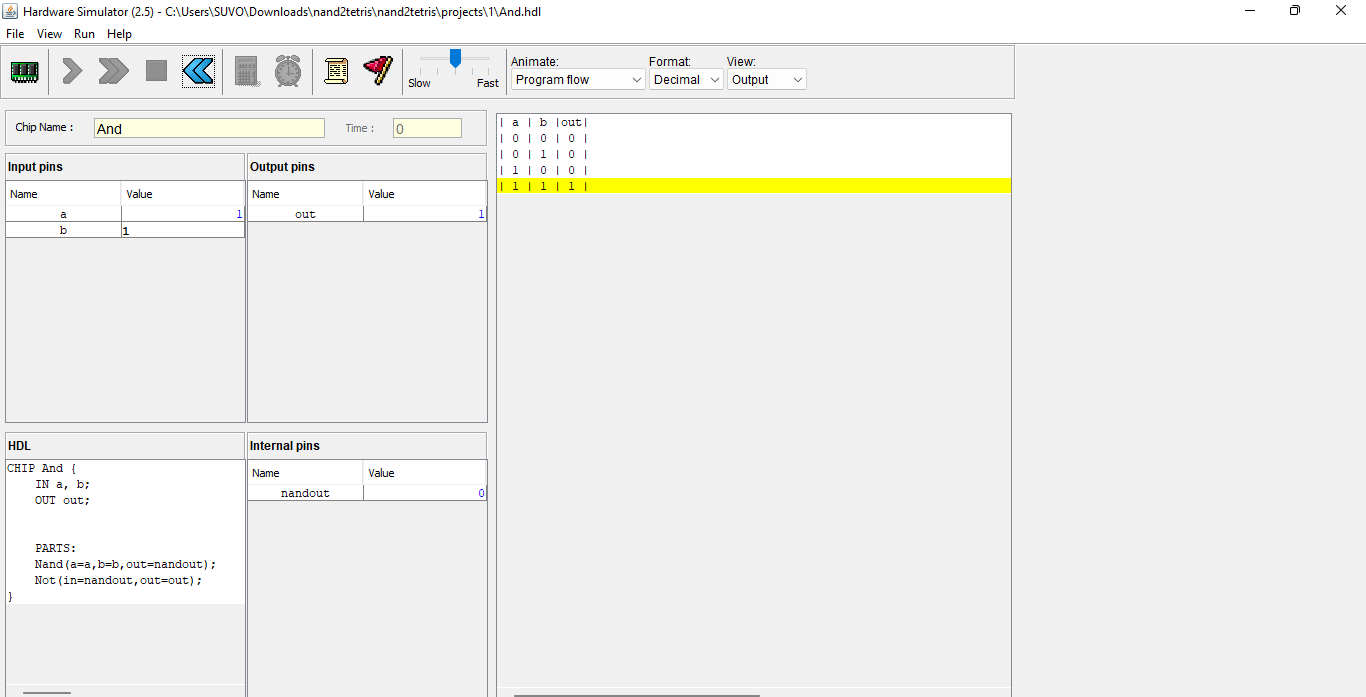 Hardware Simulator (2.5) - C:\Users\SUVO\Downloads\nand2tetris\nand2tetris\projects\1\And.hdl
File View Run Help
Slow Fast
Animate: Format: View:
Program flow Decimal Output
Chip Name : And Time : 0
Input pins
Name Value
a 1
b 1
Output pins
Name Value
out 1
HDL
CHIP And {
IN a, b;
OUT out;
PARTS:
Nand(a=a,b=b,out=nandout);
Not(in=nandout,out=out);
}
Internal pins
Name Value
nandout 0
| a | b |out|
| 0 | 0 | 0 |
| 0 | 1 | 0 |
| 1 | 0 | 0 |
| 1 | 1 | 1 |